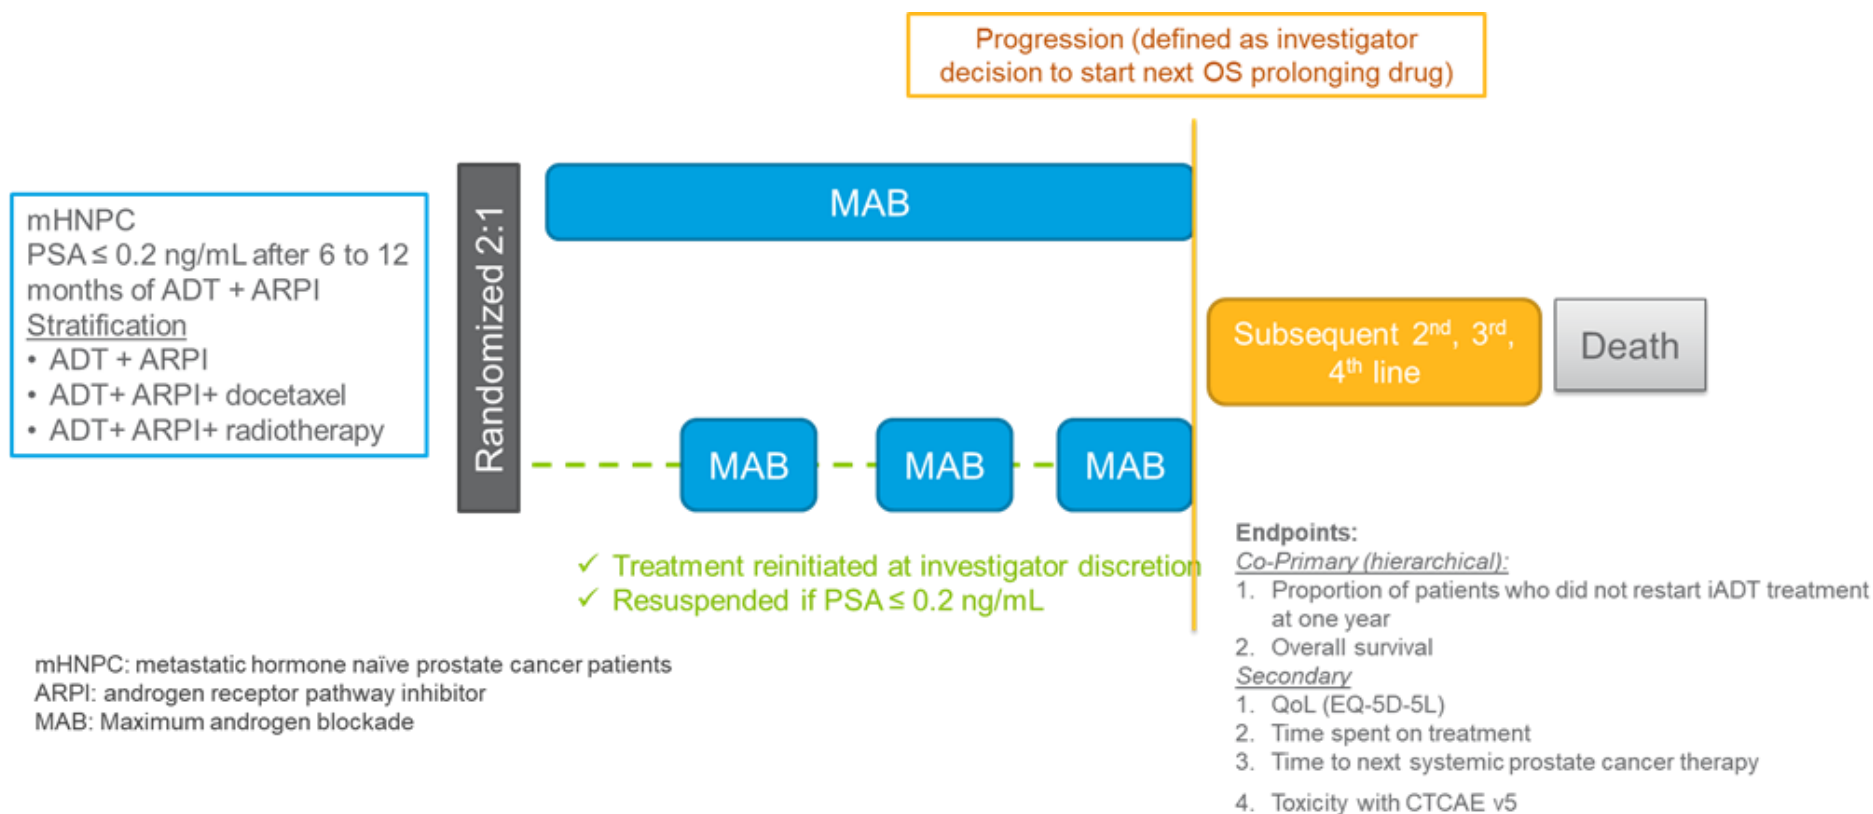 Progression (defined as investigator
decision to start next OS prolonging drug)
mHNPC
PSA ≤ 0.2 ng/mL after 6 to 12
months of ADT + ARPI
Stratification
• ADT + ARPI
• ADT+ ARPI+ docetaxel
• ADT+ ARPI+ radiotherapy
Randomized 2:1
MAB
MAB
MAB
MAB
Subsequent 2nd, 3rd,
4th line
Death
✓ Treatment reinitiated at investigator discretion
✓ Resuspended if PSA ≤ 0.2 ng/mL
mHNPC: metastatic hormone naïve prostate cancer patients
ARPI: androgen receptor pathway inhibitor
MAB: Maximum androgen blockade
Endpoints:
Co-Primary (hierarchical):
1. Proportion of patients who did not restart iADT treatment
at one year
2. Overall survival
Secondary
1. QoL (EQ-5D-5L)
2. Time spent on treatment
3. Time to next systemic prostate cancer therapy
4. Toxicity with CTCAE v5